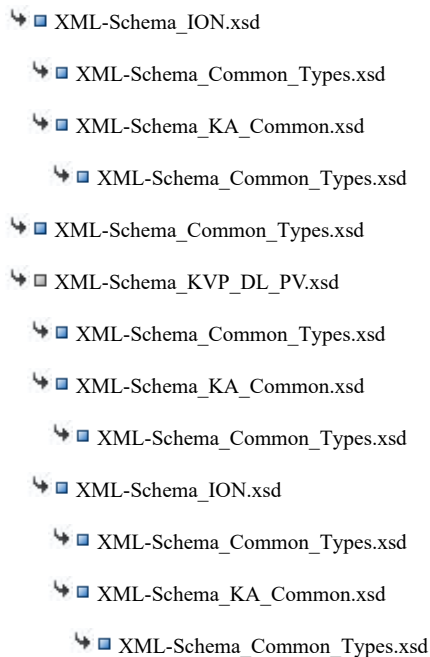 XML-Schema_ION.xsd
XML-Schema_Common_Types.xsd
XML-Schema_KA_Common.xsd
XML-Schema_Common_Types.xsd
XML-Schema_Common_Types.xsd
XML-Schema_KVP_DL_PV.xsd
XML-Schema_Common_Types.xsd
XML-Schema_KA_Common.xsd
XML-Schema_Common_Types.xsd
XML-Schema_ION.xsd
XML-Schema_Common_Types.xsd
XML-Schema_KA_Common.xsd
XML-Schema_Common_Types.xsd